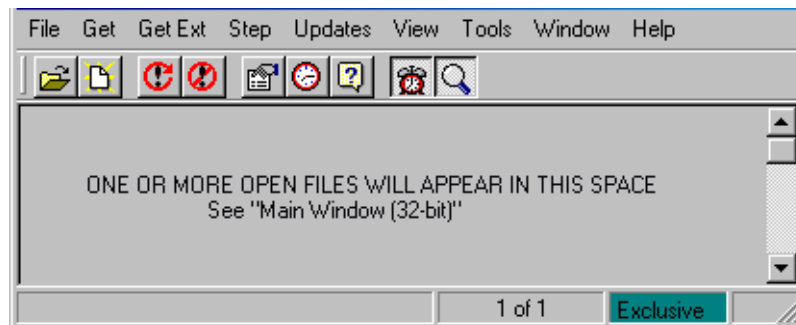 File Get Get Ext Step Updates View Tools Window Help
ONE OR MORE OPEN FILES WILL APPEAR IN THIS SPACE
See "Main Window (32-bit)"
1 of 1 Exclusive